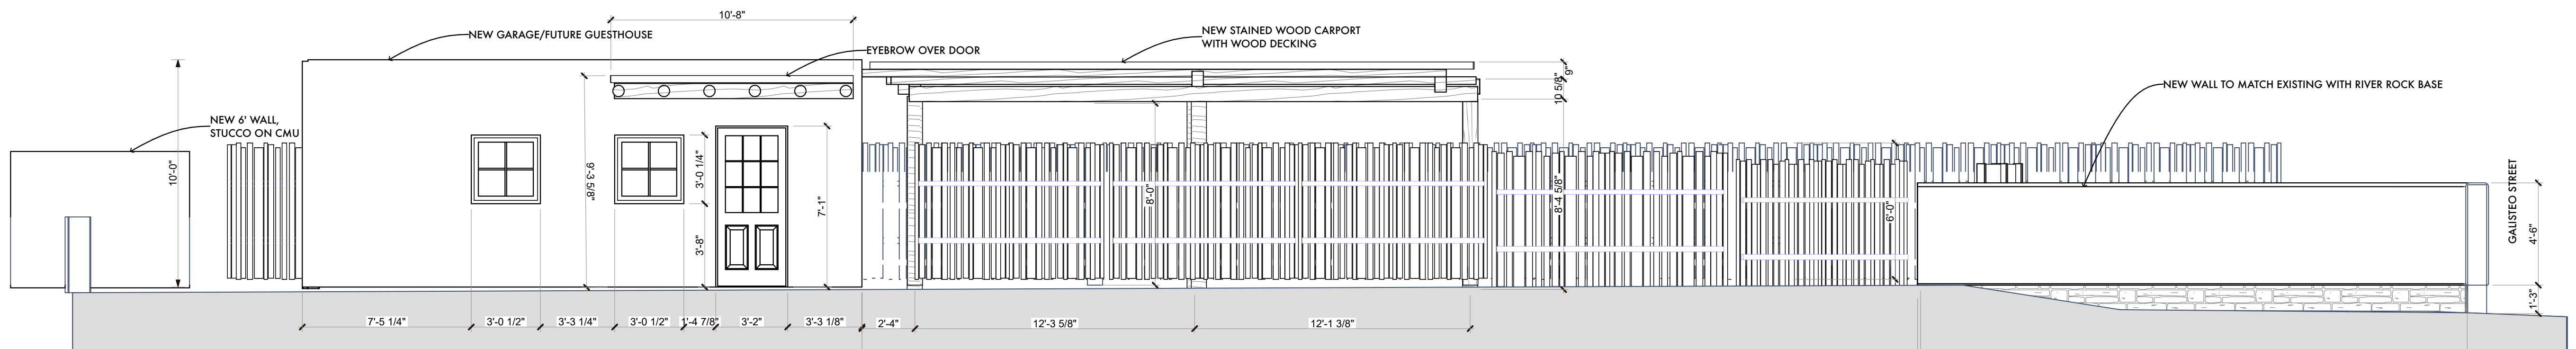 10'-8"
NEW GARAGE/FUTURE GUESTHOUSE
EYEBROW OVER DOOR
NEW STAINED WOOD CARPORT
WITH WOOD DECKING
9"
10 5/8"
NEW WALL TO MATCH EXISTING WITH RIVER ROCK BASE
NEW 6' WALL,
STUCCO ON CMU
10'-0"
9'-3 5/8"
3'-0 1/4"
3'-8"
7'-1"
8'-0"
8'-4 5/8"
6'-0"
GALISTEO STREET
4'-6"
1'-3"
7'-5 1/4"
3'-0 1/2"
3'-3 1/4"
3'-0 1/2"
1'-4 7/8"
3'-2"
3'-3 1/8"
2'-4"
12'-3 5/8"
12'-1 3/8"